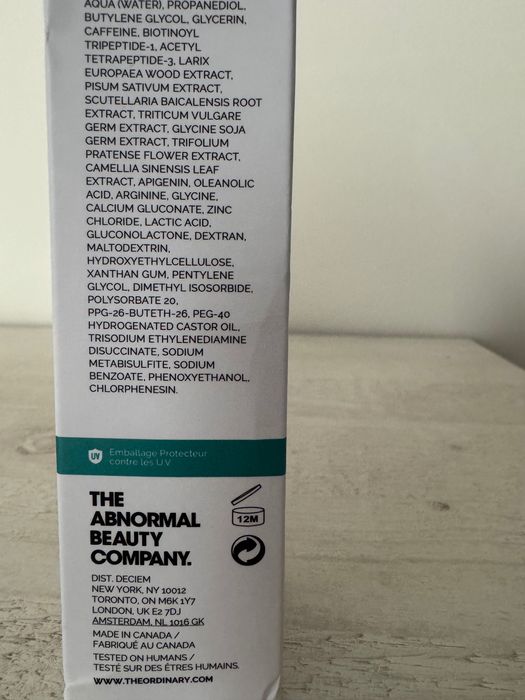 AQUA (WATER), PROPANEDIOL,
BUTYLENE GLYCOL, GLYCERIN,
CAFFEINE, BIOTINOYL
TRIPEPTIDE-1, ACETYL
TETRAPEPTIDE-3, LARIX
EUROPAEA WOOD EXTRACT,
PISUM SATIVUM EXTRACT,
SCUTELLARIA BAICALENSIS ROOT
EXTRACT, TRITICUM VULGARE
GERM EXTRACT, GLYCINE SOJA
GERM EXTRACT, TRIFOLIUM
PRATENSE FLOWER EXTRACT,
CAMELLIA SINENSIS LEAF
EXTRACT, APIGENIN, OLEANOLIC
ACID, ARGININE, GLYCINE,
CALCIUM GLUCONATE, ZINC
CHLORIDE, LACTIC ACID,
GLUCONOLACTONE, DEXTRAN,
MALTODEXTRIN,
HYDROXYETHYLCELLULOSE,
XANTHAN GUM, PENTYLENE
GLYCOL, DIMETHYL ISOSORBIDE,
POLYSORBATE 20,
PPG-26-BUTETH-26, PEG-40
HYDROGENATED CASTOR OIL,
TRISODIUM ETHYLENEDIAMINE
DISUCCINATE, SODIUM
METABISULFITE, SODIUM
BENZOATE, PHENOXYETHANOL,
CHLORPHENESIN.
UV
Emballage Protecteur
contre les U.V
THE
ABNORMAL
BEAUTY
COMPANY.
12M
DIST. DECIEM
NEW YORK, NY 10012
TORONTO, ON M6K 1Y7
LONDON, UK E2 7DJ
AMSTERDAM, NL 1016 GK
MADE IN CANADA /
FABRIQUÉ AU CANADA
TESTED ON HUMANS /
TESTÉ SUR DES ÊTRES HUMAINS.
WWW.THEORDINARY.COM